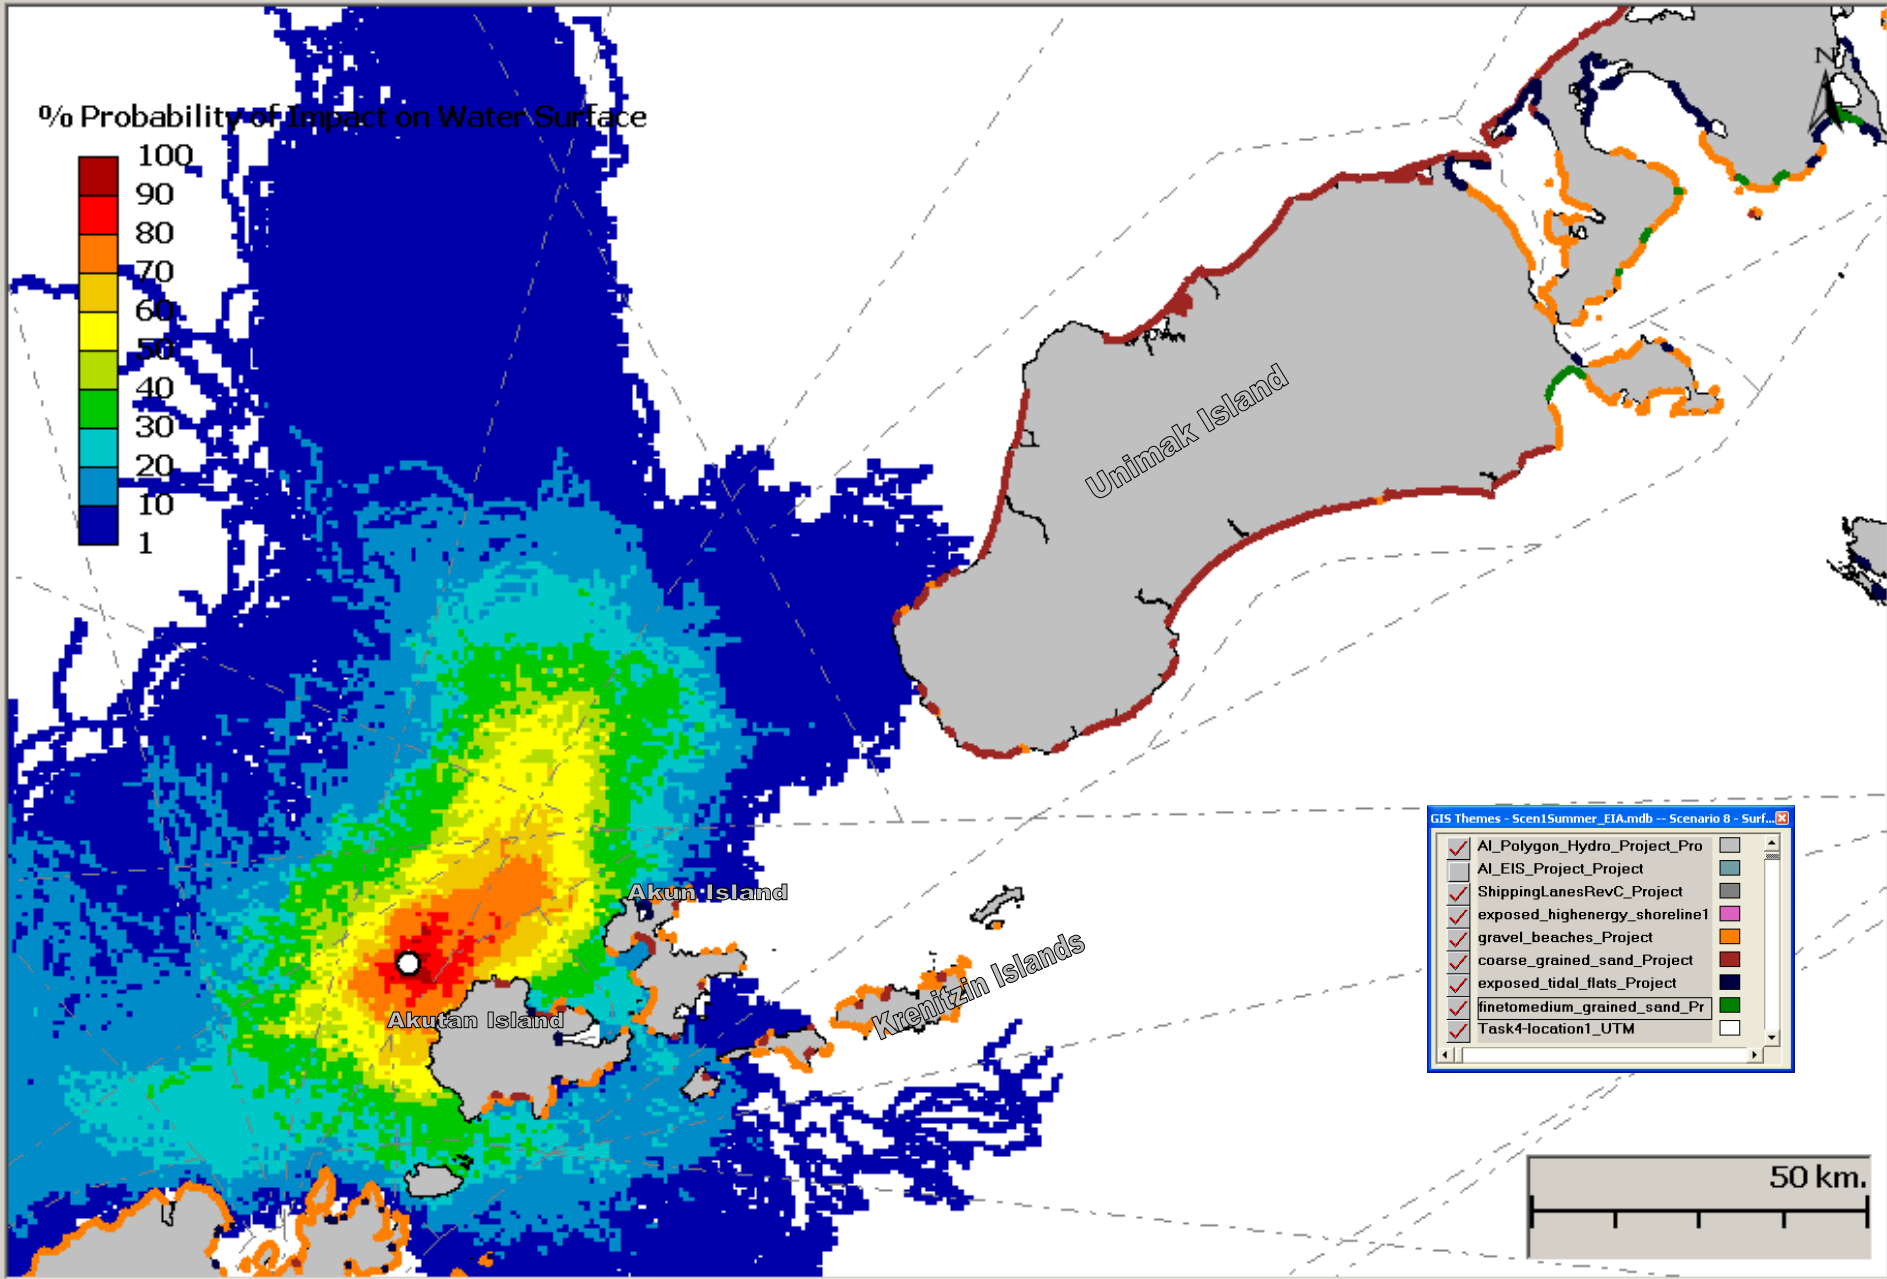 N
% Probability of Impact on Water Surface
100
90
80
70
60
50
40
30
20
10
1
Unimak Island
Akun Island
Krenitzin Islands
Akutan Island
GIS Themes - Scen1Summer_EIA.mdb -- Scenario 8 - Surf...
AI_Polygon_Hydro_Project_Pro
AI_EIS_Project_Project
ShippingLanesRevC_Project
exposed_highenergy_shoreline1
gravel_beaches_Project
coarse_grained_sand_Project
exposed_tidal_flats_Project
finetomedium_grained_sand_Pr
Task4-location1_UTM
50 km.